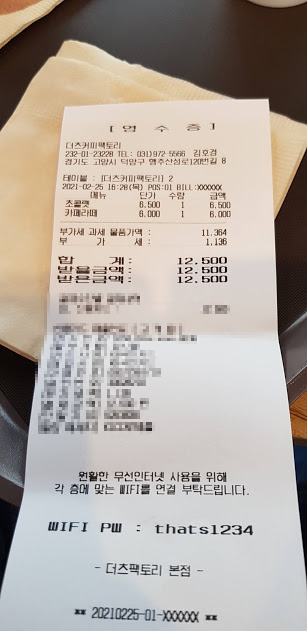 [ 영 수 증 ]
더즈커피팩토리
232-01-23228 TEL: 031)972-5566 김호경
경기도 고양시 덕양구 행주산성로120번길 8
테이블 : [더즈커피팩토리] 2
2021-02-25 16:28(목) POS:01 BILL:XXXXXX
메뉴 단가 수량 금액
초콜렛 6.500 1 6.500
카페라떼 6.000 1 6.000
부가세 과세 물품가액 : 11,364
부 가 세 : 1,136
합 계: 12.500
받을금액: 12.500
받은금액: 12.500
원활한 무선인터넷 사용을 위해
각 층에 맞는 WIFI를 연결 부탁드립니다.
WIFI PW : thats1234
- 더즈팩토리 본점 -
** 20210225-01-XXXXXX **